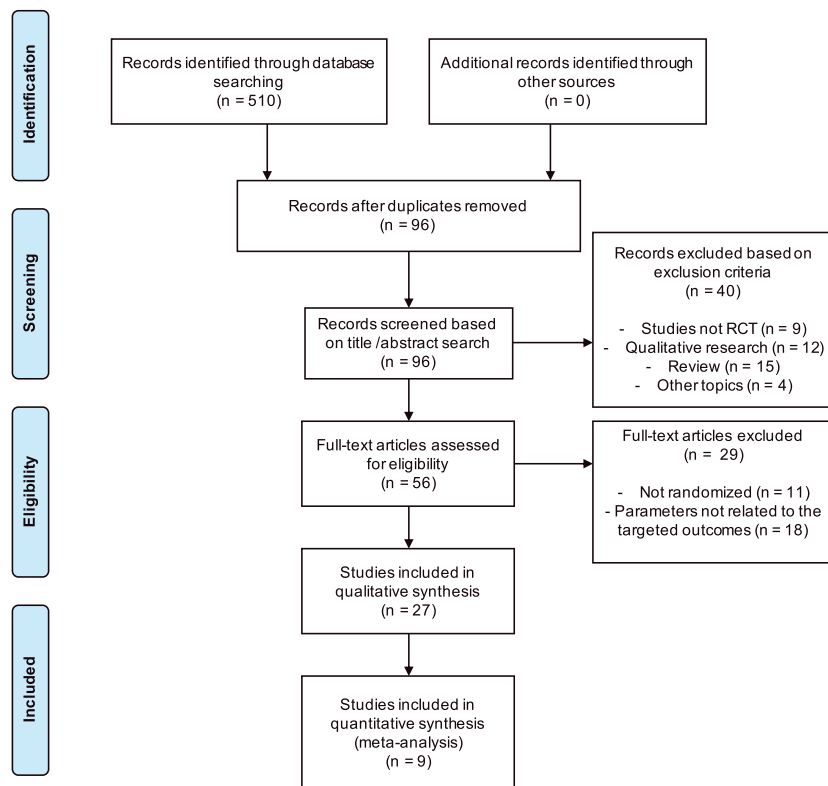 Identification
Records identified through database
searching
(n = 510)
Additional records identified through
other sources
(n = 0)
Records after duplicates removed
(n = 96)
Screening
Records screened based
on title /abstract search
(n = 96)
Records excluded based on
exclusion criteria
(n = 40)
- Studies not RCT (n = 9)
- Qualitative research (n = 12)
- Review (n = 15)
- Other topics (n = 4)
Eligibility
Full-text articles assessed
for eligibility
(n = 56)
Full-text articles excluded
(n = 29)
- Not randomized (n = 11)
- Parameters not related to the
targeted outcomes (n = 18)
Studies included in
qualitative synthesis
(n = 27)
Included
Studies included in
quantitative synthesis
(meta-analysis)
(n = 9)